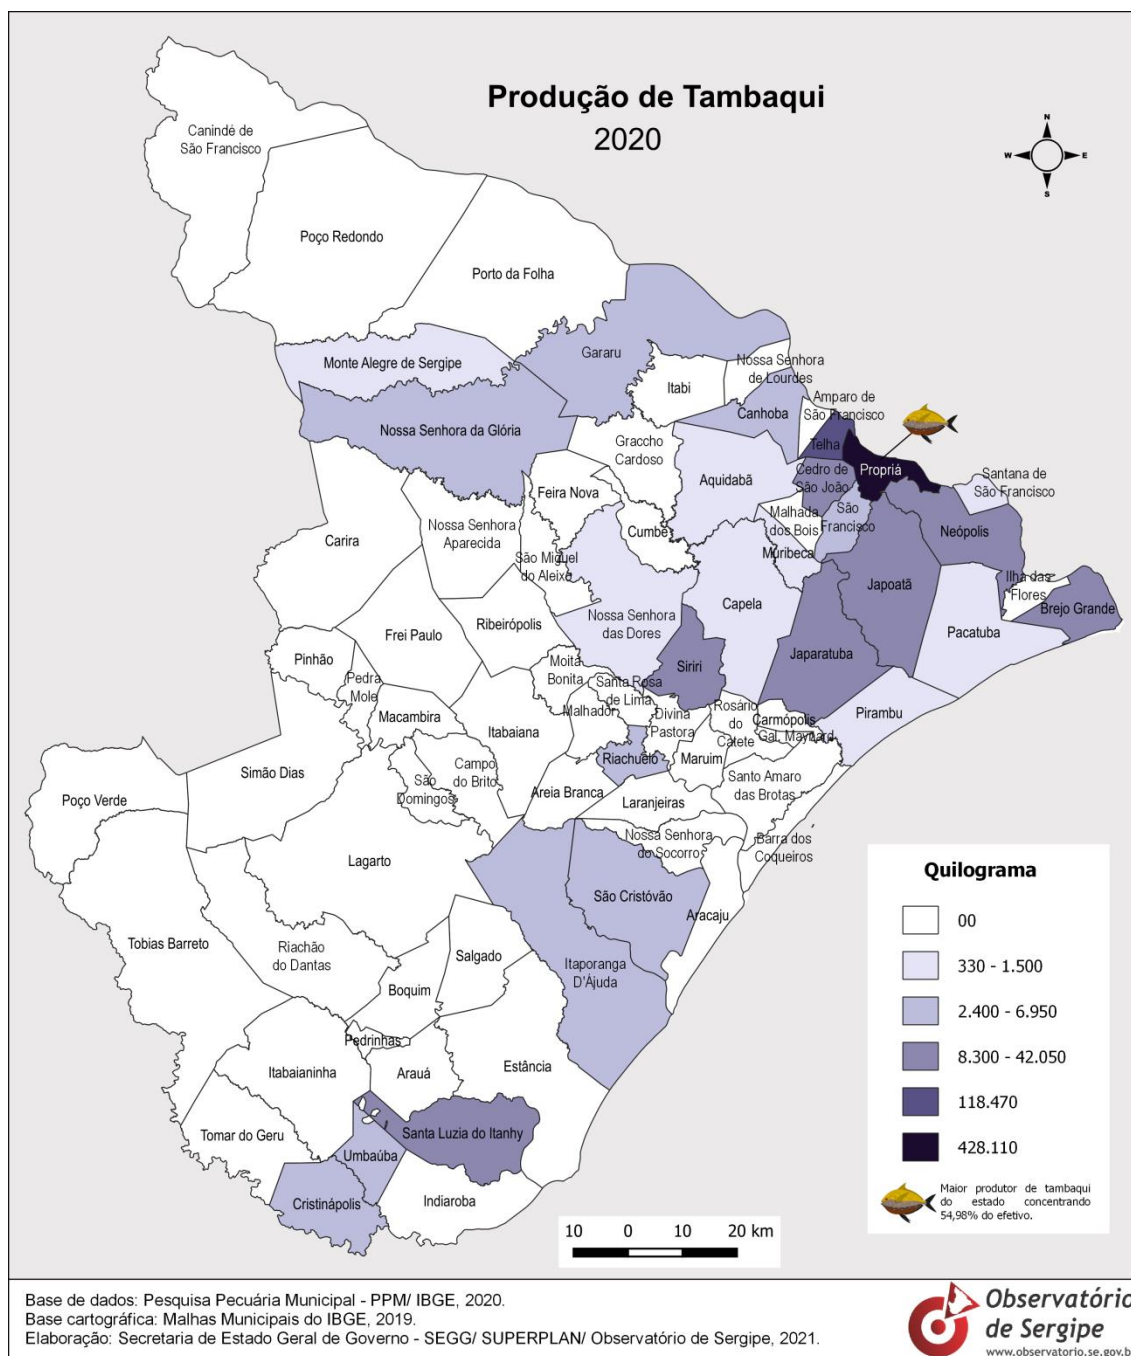 Produção de Tambaqui
2020
N
W
E
S
Canindé de
São Francisco
Poço Redondo
Porto da Folha
Monte Alegre de Sergipe
Gararu
Nossa Senhora
de Lourdes
Itabi
Nossa Senhora da Glória
Canhoba
Amparo de
São Francisco
Telha
Graccho
Cardoso
Propriá
Cedro de
São João
Santana de
São Francisco
Aquidabã
Feira Nova
Malhada
dos Bois
São
Francisco
Neópolis
Nossa Senhora
Aparecida
Cumbe
Carira
São Miguel
do Aleixo
Muribeca
Japoatã
Ilha das
Flores
Brejo Grande
Capela
Nossa Senhora
das Dores
Ribeirópolis
Frei Paulo
Pacatuba
Japaratuba
Pinhão
Moita
Bonita
Siriri
Pedra
Mole
Santa Rosa
de Lima
Malhador
Divina
Pastora
Rosário
do
Catete
Carmópolis
Gal. Maynard
Pirambu
Macambira
Itabaiana
Riachuelo
Maruim
Simão Dias
Campo
do Brito
São
Domingos
Santo Amaro
das Brotas
Areia Branca
Laranjeiras
Poço Verde
Nossa Senhora
do Socorro
Barra dos
Coqueiros
Lagarto
São Cristóvão
Aracaju
Tobias Barreto
Riachão
do Dantas
Salgado
Itaporanga
D'Ájuda
Boquim
Pedrinhas
Itabaianinha
Arauá
Estância
Tomar do Geru
Santa Luzia do Itanhy
Umbaúba
Cristinápolis
Indiaroba
Quilograma
00
330 - 1.500
2.400 - 6.950
8.300 - 42.050
118.470
428.110
Maior produtor de tambaqui
do estado concentrando
54,98% do efetivo.
10 0 10 20 km
Base de dados: Pesquisa Pecuária Municipal - PPM/ IBGE, 2020.
Base cartográfica: Malhas Municipais do IBGE, 2019.
Elaboração: Secretaria de Estado Geral de Governo - SEGG/ SUPERPLAN/ Observatório de Sergipe, 2021.
Observatório
de Sergipe
www.observatorio.se.gov.b